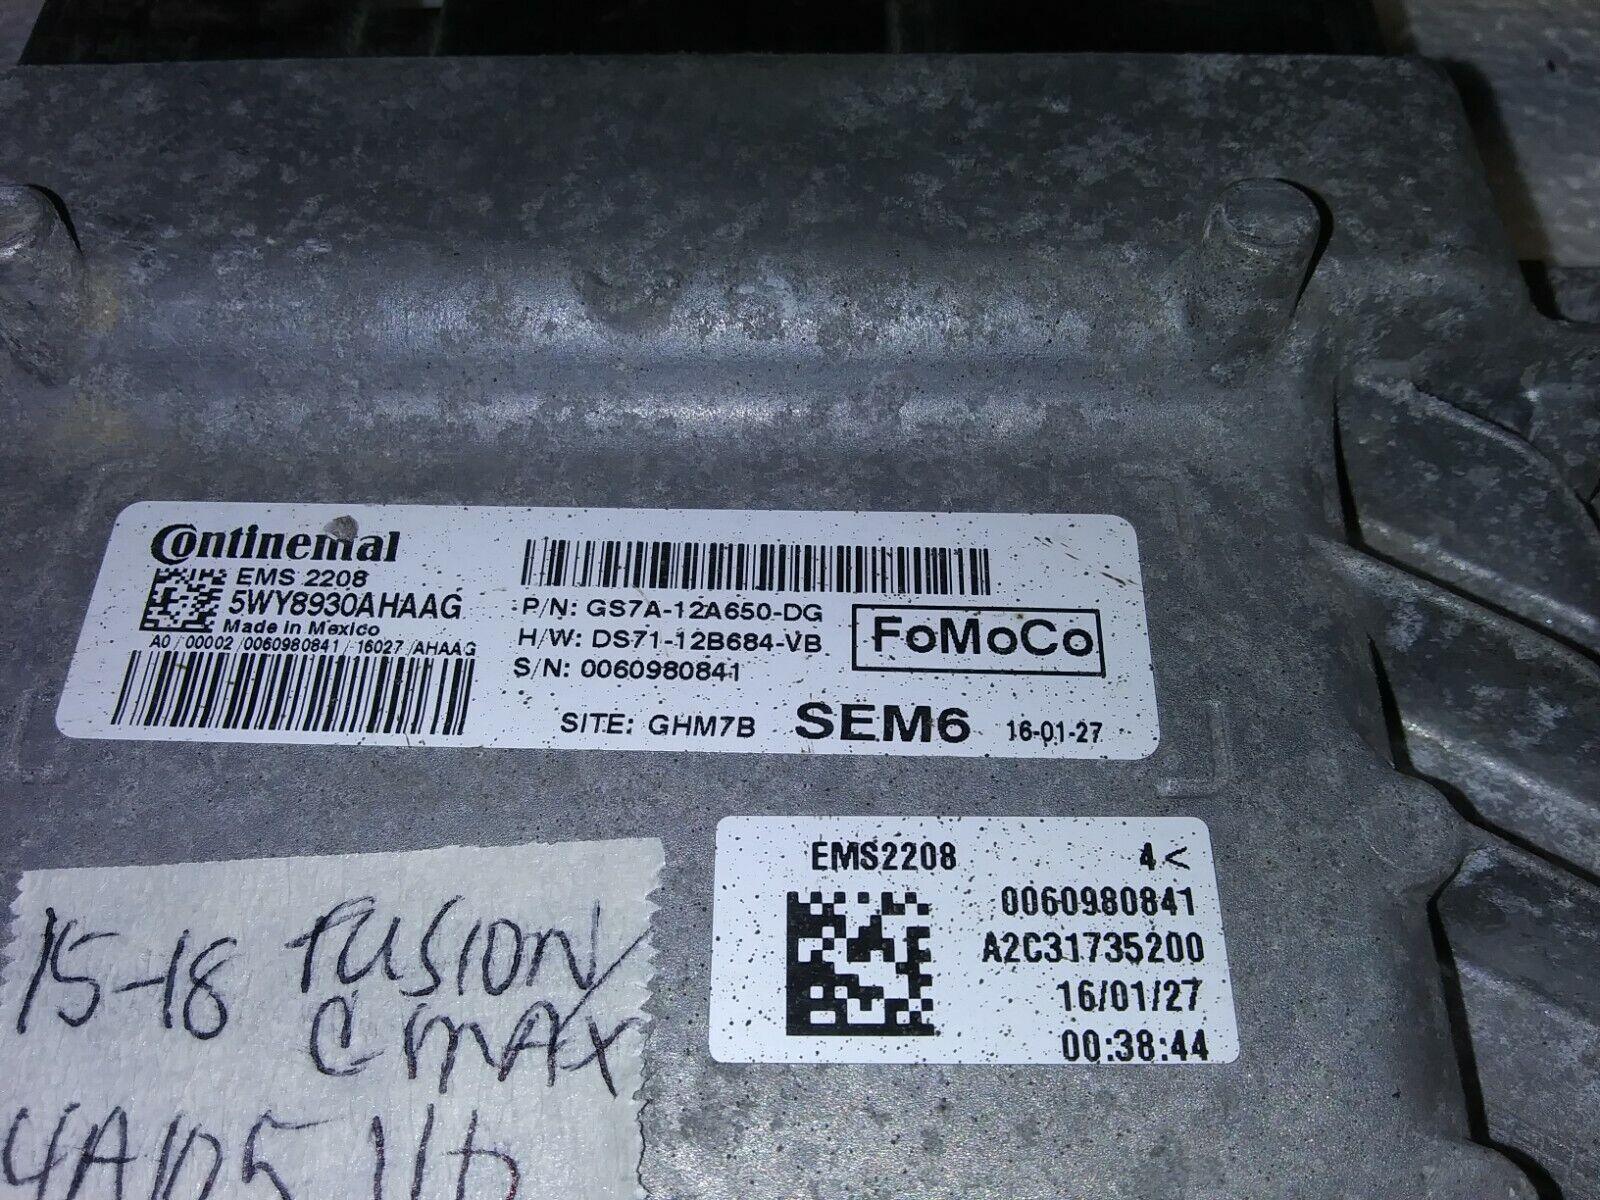 Continental
EMS 2208
5WY8930AHAAG
Made in Mexico
A0/00002/0060980841/16027/AHAAG
P/N: GS7A-12A650-DG
H/W: DS71-12B684-VB
S/N: 0060980841
FoMoCo
SITE: GHM7B SEM6 16-01-27
EMS2208 4<
0060980841
A2C31735200
16/01/27
00:38:44
15-18 FUSION/
C MAX